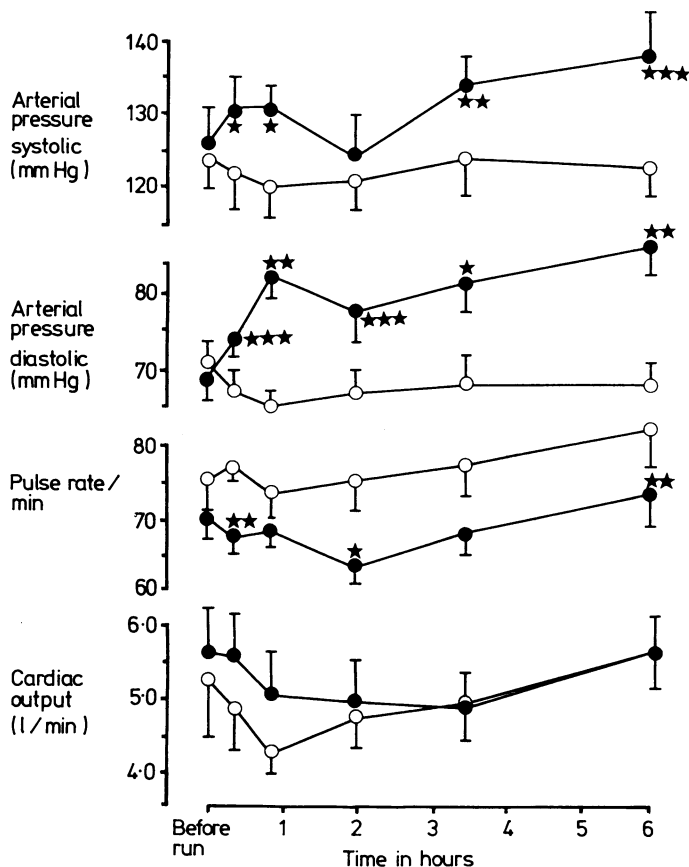 140
Arterial
pressure
systolic
(mm Hg)
130
120
★
★
★★
★★★
Arterial
pressure
diastolic
(mm Hg)
80
70
★★★
★★
★★★
★
★★
Pulse rate/
min
80
70
60
★★
★
★★
Cardiac
output
(l/min)
6·0
5·0
4·0
Before
run
1 2 3 4 5 6
Time in hours